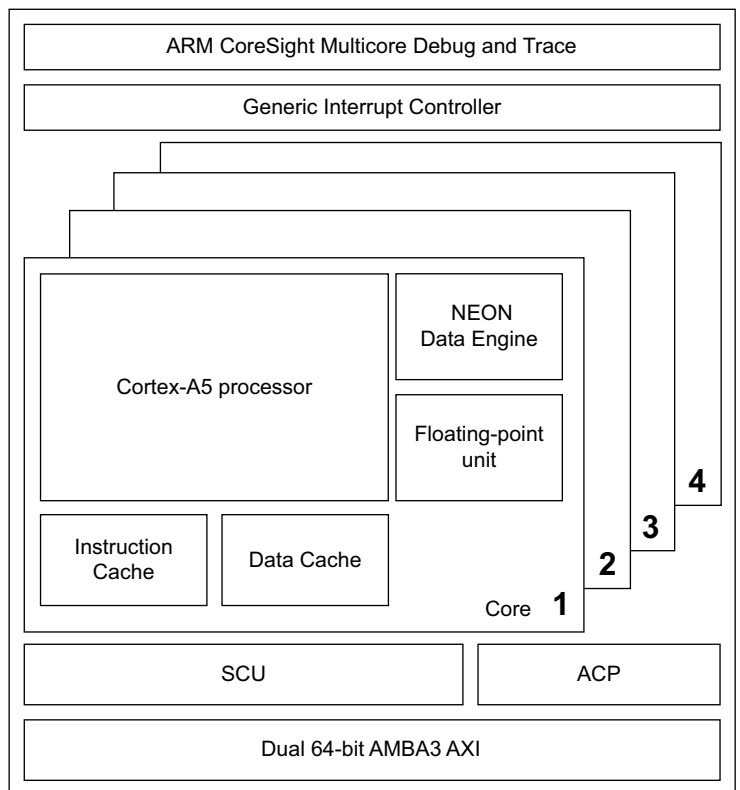 ARM CoreSight Multicore Debug and Trace
Generic Interrupt Controller
NEON
Data Engine
Cortex-A5 processor
Floating-point
unit
4
3
Instruction
Cache
Data Cache
2
Core 1
SCU
ACP
Dual 64-bit AMBA3 AXI